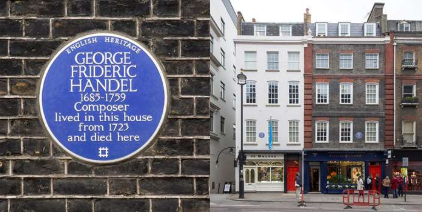 ENGLISH HERITAGE
GEORGE
FRIDERIC
HANDEL
1685-1759
Composer
lived in this house
from 1723
and died here